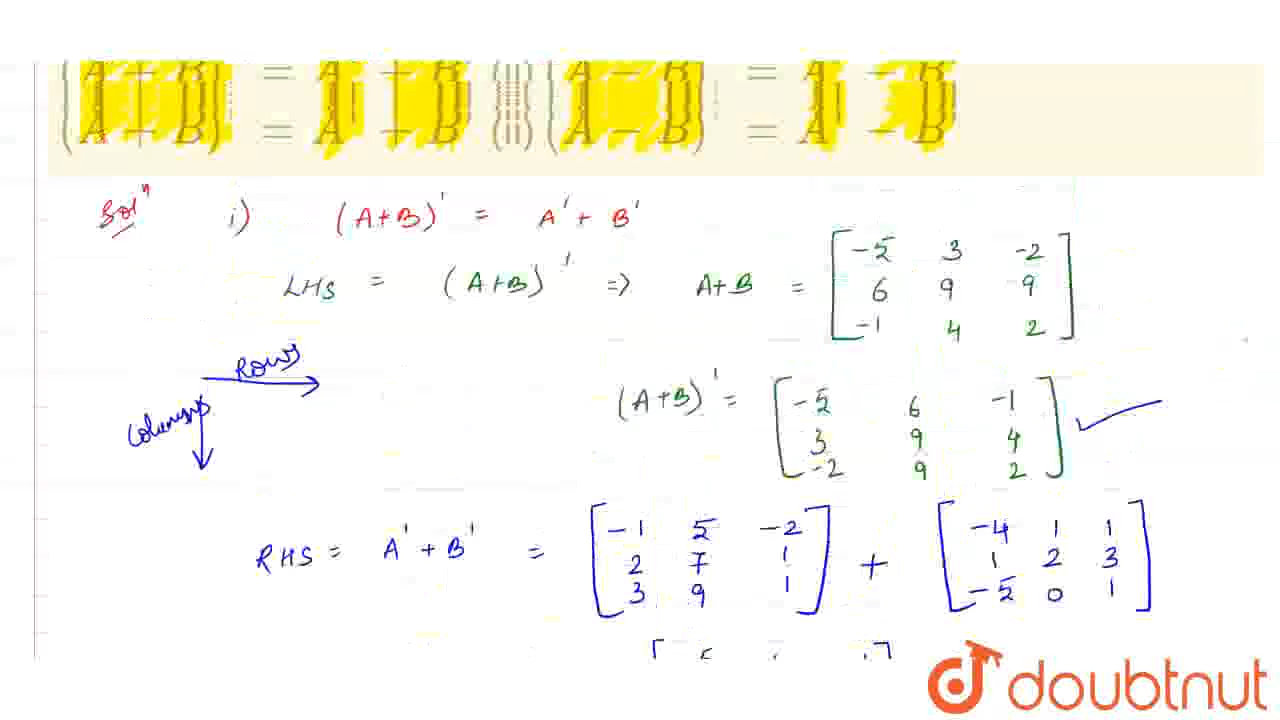 (A + B)' = A' + B' (ii) (A − B)' = A' − B'
Solⁿ i) (A+B)' = A' + B'
LHS = (A+B)' => A+B = [-5 3 -2
6 9 9
-1 4 2]
Rows
Columns
(A+B)' = [-5 6 -1
3 9 4
-2 9 2]
RHS = A' + B' = [-1 5 -2
2 7 1
3 9 1] + [-4 1 1
1 2 3
-5 0 1]
doubtnut